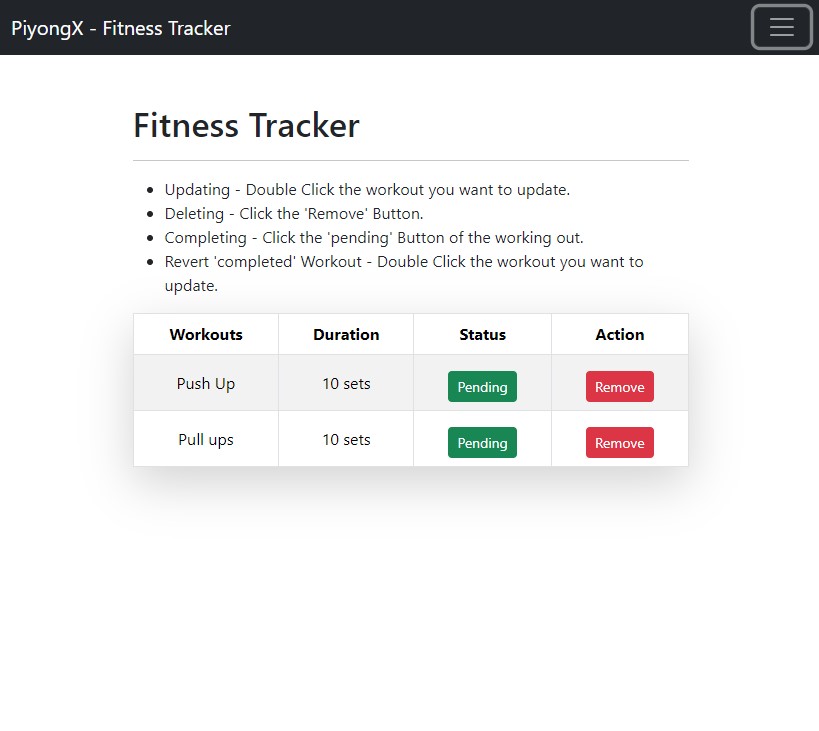 PiyongX - Fitness Tracker
Fitness Tracker
Updating - Double Click the workout you want to update.
Deleting - Click the 'Remove' Button.
Completing - Click the 'pending' Button of the working out.
Revert 'completed' Workout - Double Click the workout you want to
update.
Workouts Duration Status Action
Push Up 10 sets Pending Remove
Pull ups 10 sets Pending Remove